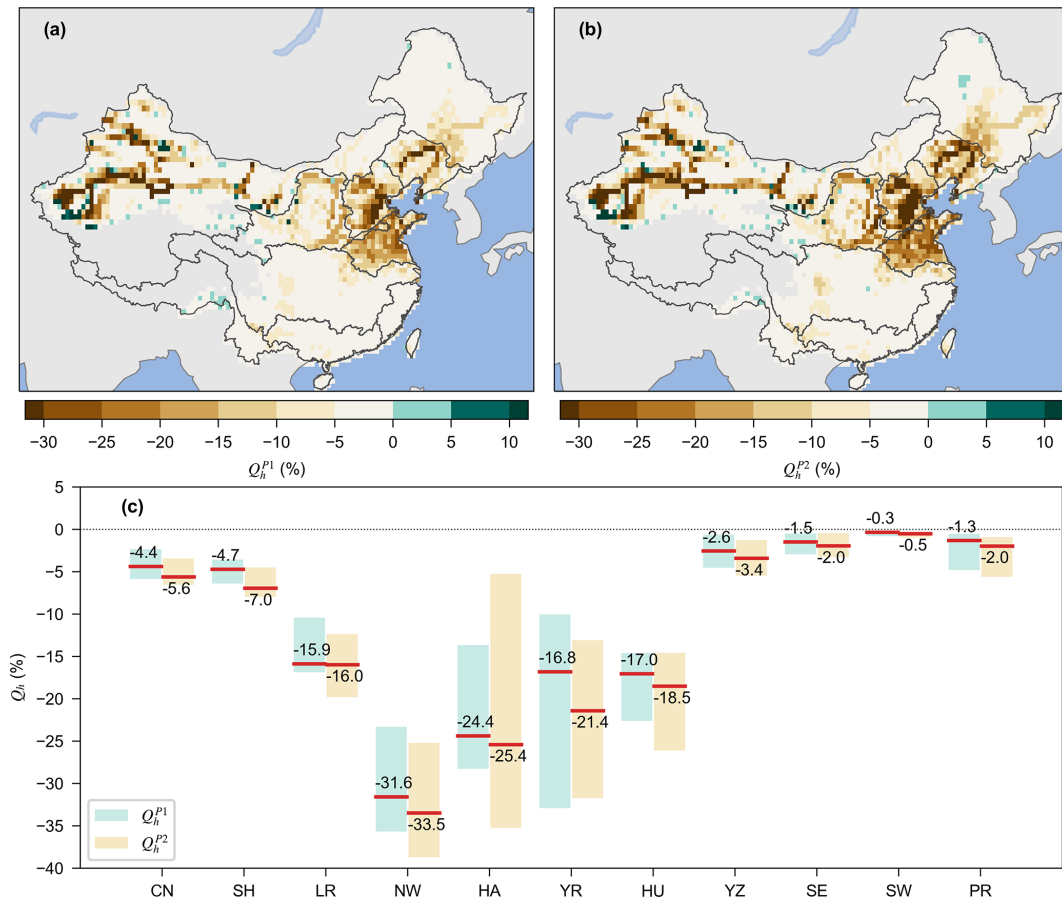 (a) (b)
−30 −25 −20 −15 −10 −5 0 5 10 −30 −25 −20 −15 −10 −5 0 5 10
Q_h^{P1} (%) Q_h^{P2} (%)
(c)
5
0
−5
−10
−15
−20
−25
−30
−35
−40
Q_h (%)
-4.4 -5.6
-4.7 -7.0
-15.9 -16.0
-31.6 -33.5
-24.4 -25.4
-16.8 -21.4
-17.0 -18.5
-2.6 -3.4
-1.5 -2.0
-0.3 -0.5
-1.3 -2.0
Q_h^{P1}
Q_h^{P2}
CN SH LR NW HA YR HU YZ SE SW PR